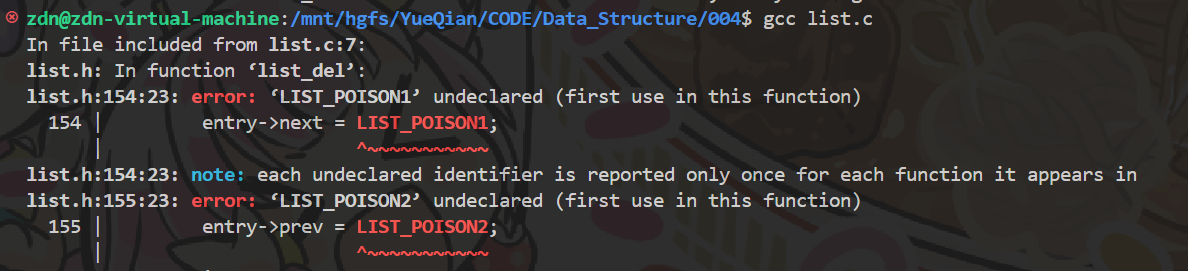 zdn@zdn-virtual-machine:/mnt/hgfs/YueQian/CODE/Data_Structure/004$ gcc list.c
In file included from list.c:7:
list.h: In function ‘list_del’:
list.h:154:23: error: ‘LIST_POISON1’ undeclared (first use in this function)
  154 |         entry->next = LIST_POISON1;
      |                       ^~~~~~~~~~~~
list.h:154:23: note: each undeclared identifier is reported only once for each function it appears in
list.h:155:23: error: ‘LIST_POISON2’ undeclared (first use in this function)
  155 |         entry->prev = LIST_POISON2;
      |                       ^~~~~~~~~~~~